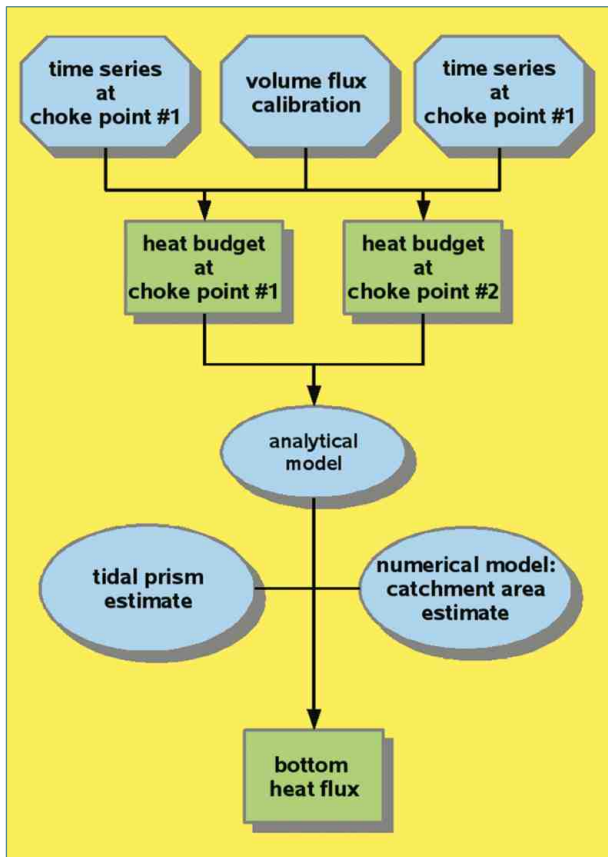 time series
at
choke point #1
volume flux
calibration
time series
at
choke point #1
heat budget
at
choke point #1
heat budget
at
choke point #2
analytical
model
tidal prism
estimate
numerical model:
catchment area
estimate
bottom
heat flux